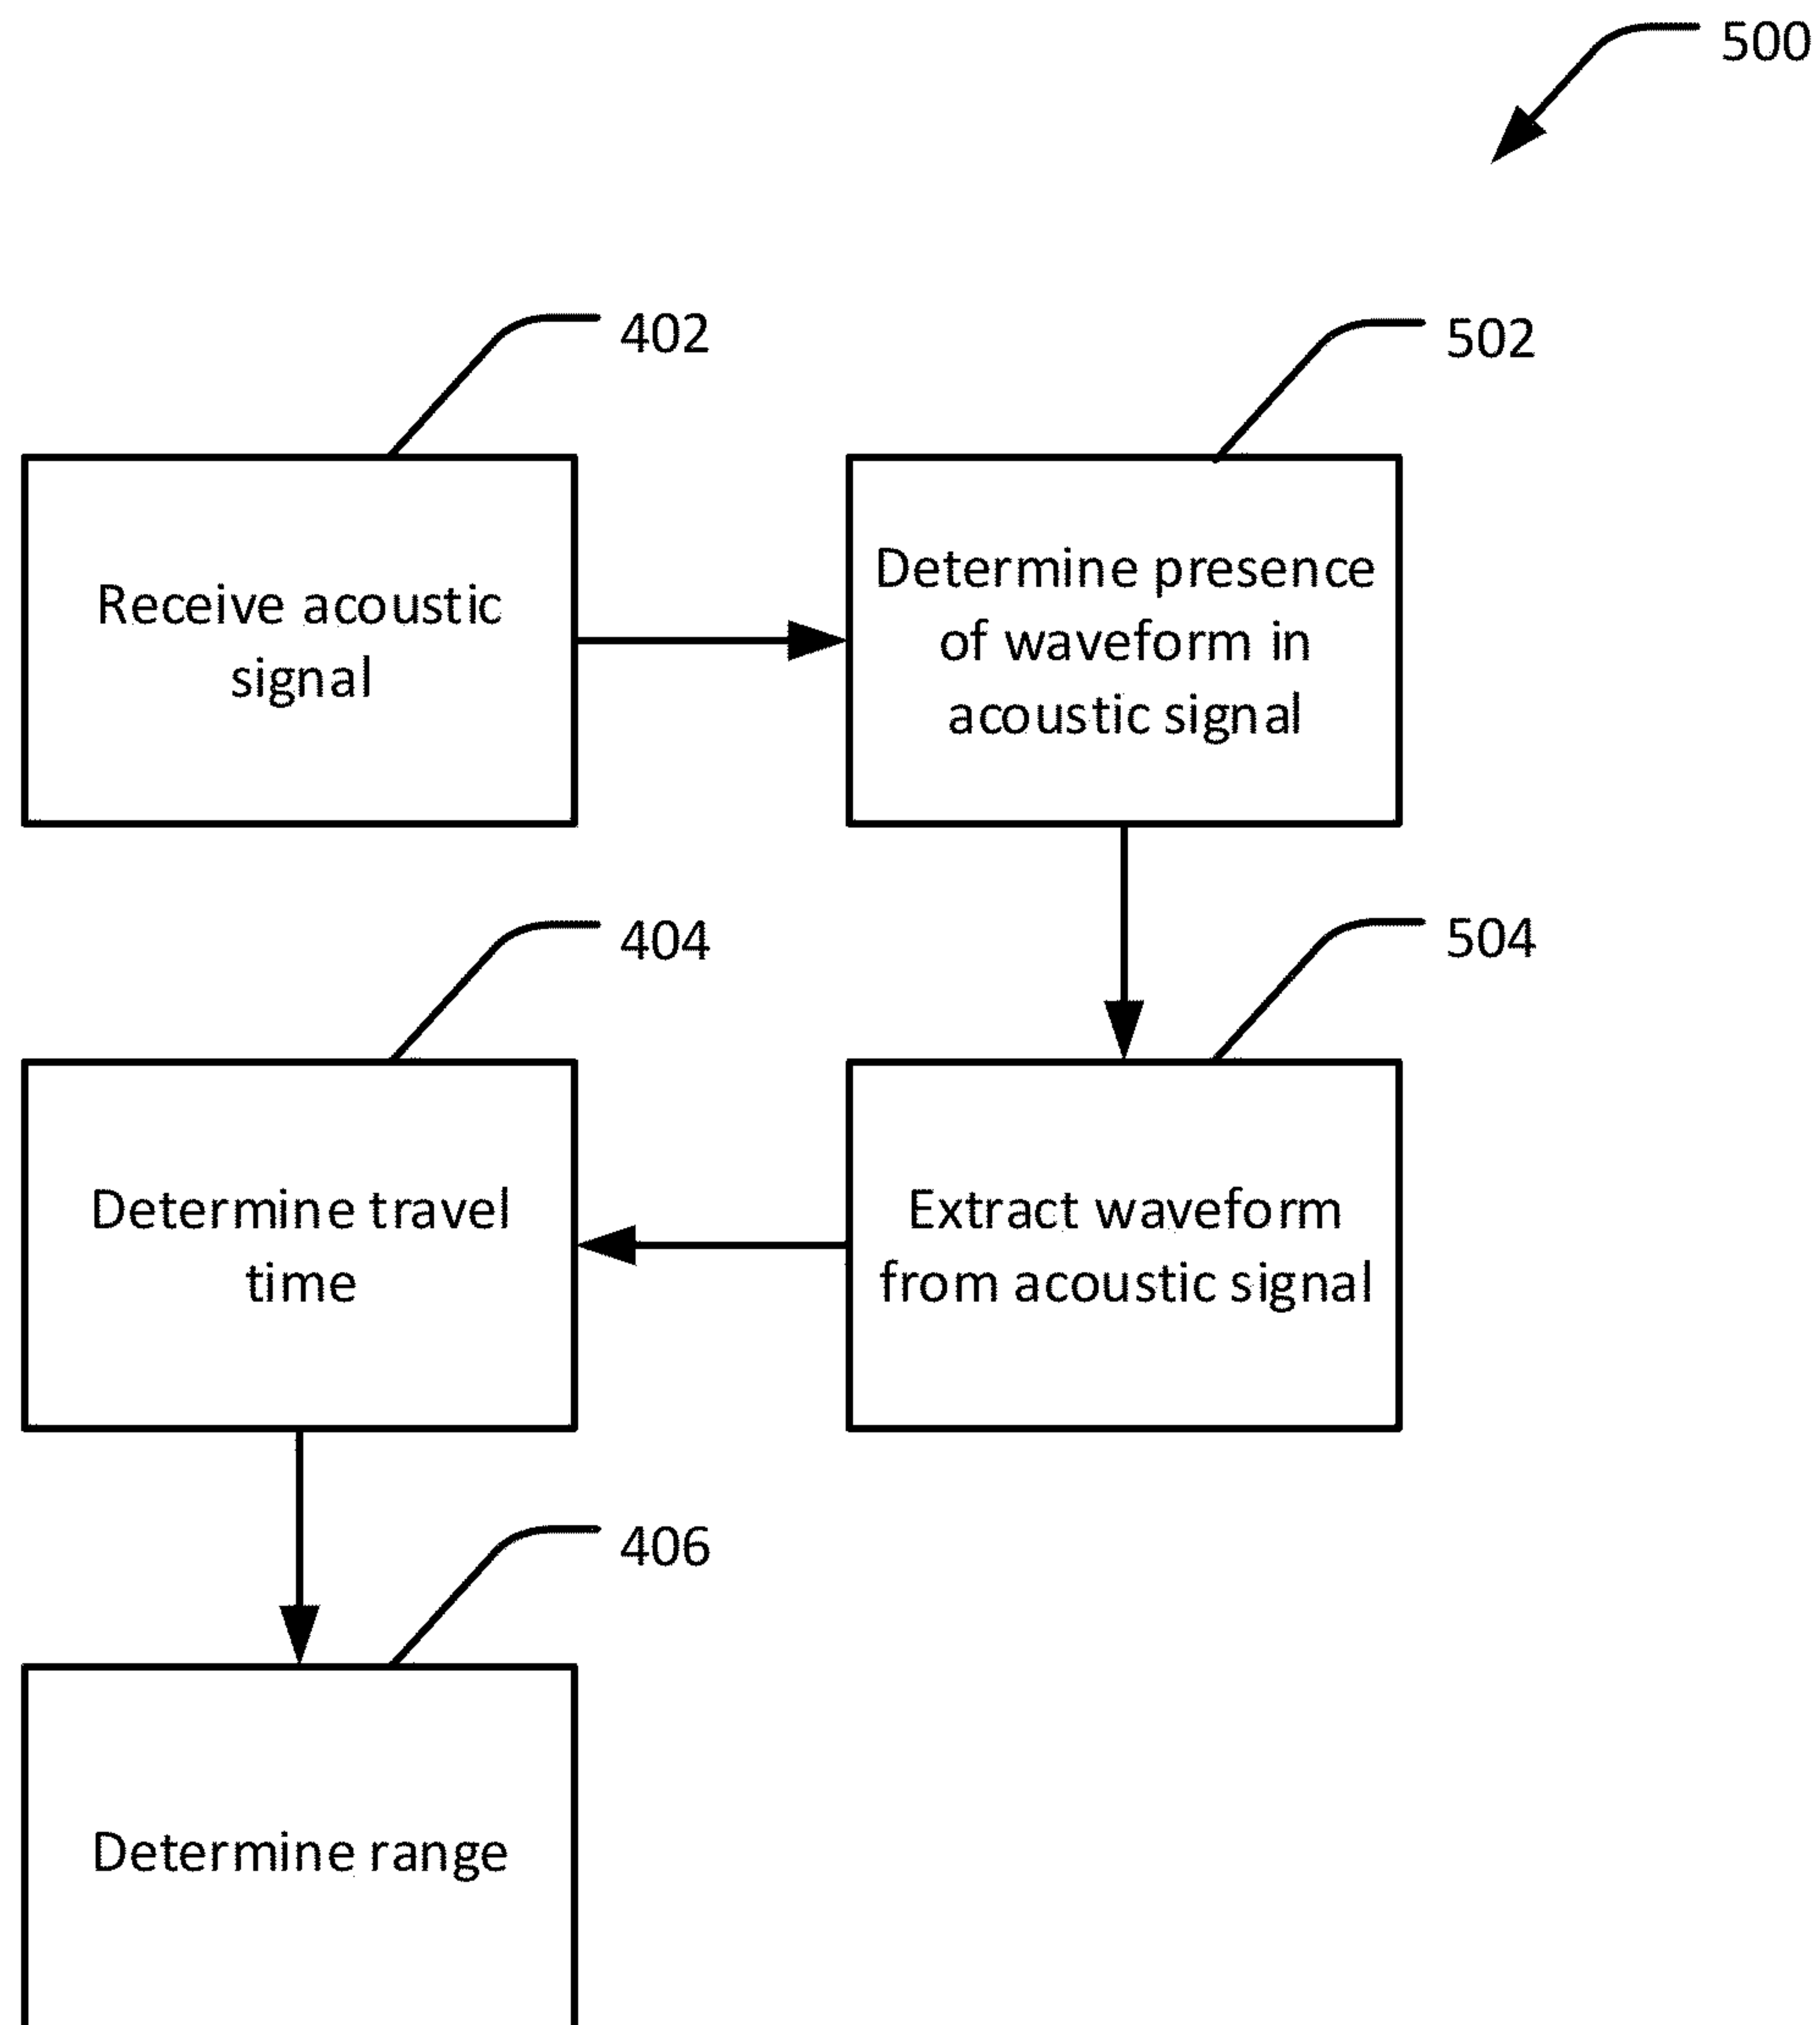 500
402
502
Receive acoustic
signal
Determine presence
of waveform in
acoustic signal
404
504
Determine travel
time
Extract waveform
from acoustic signal
406
Determine range